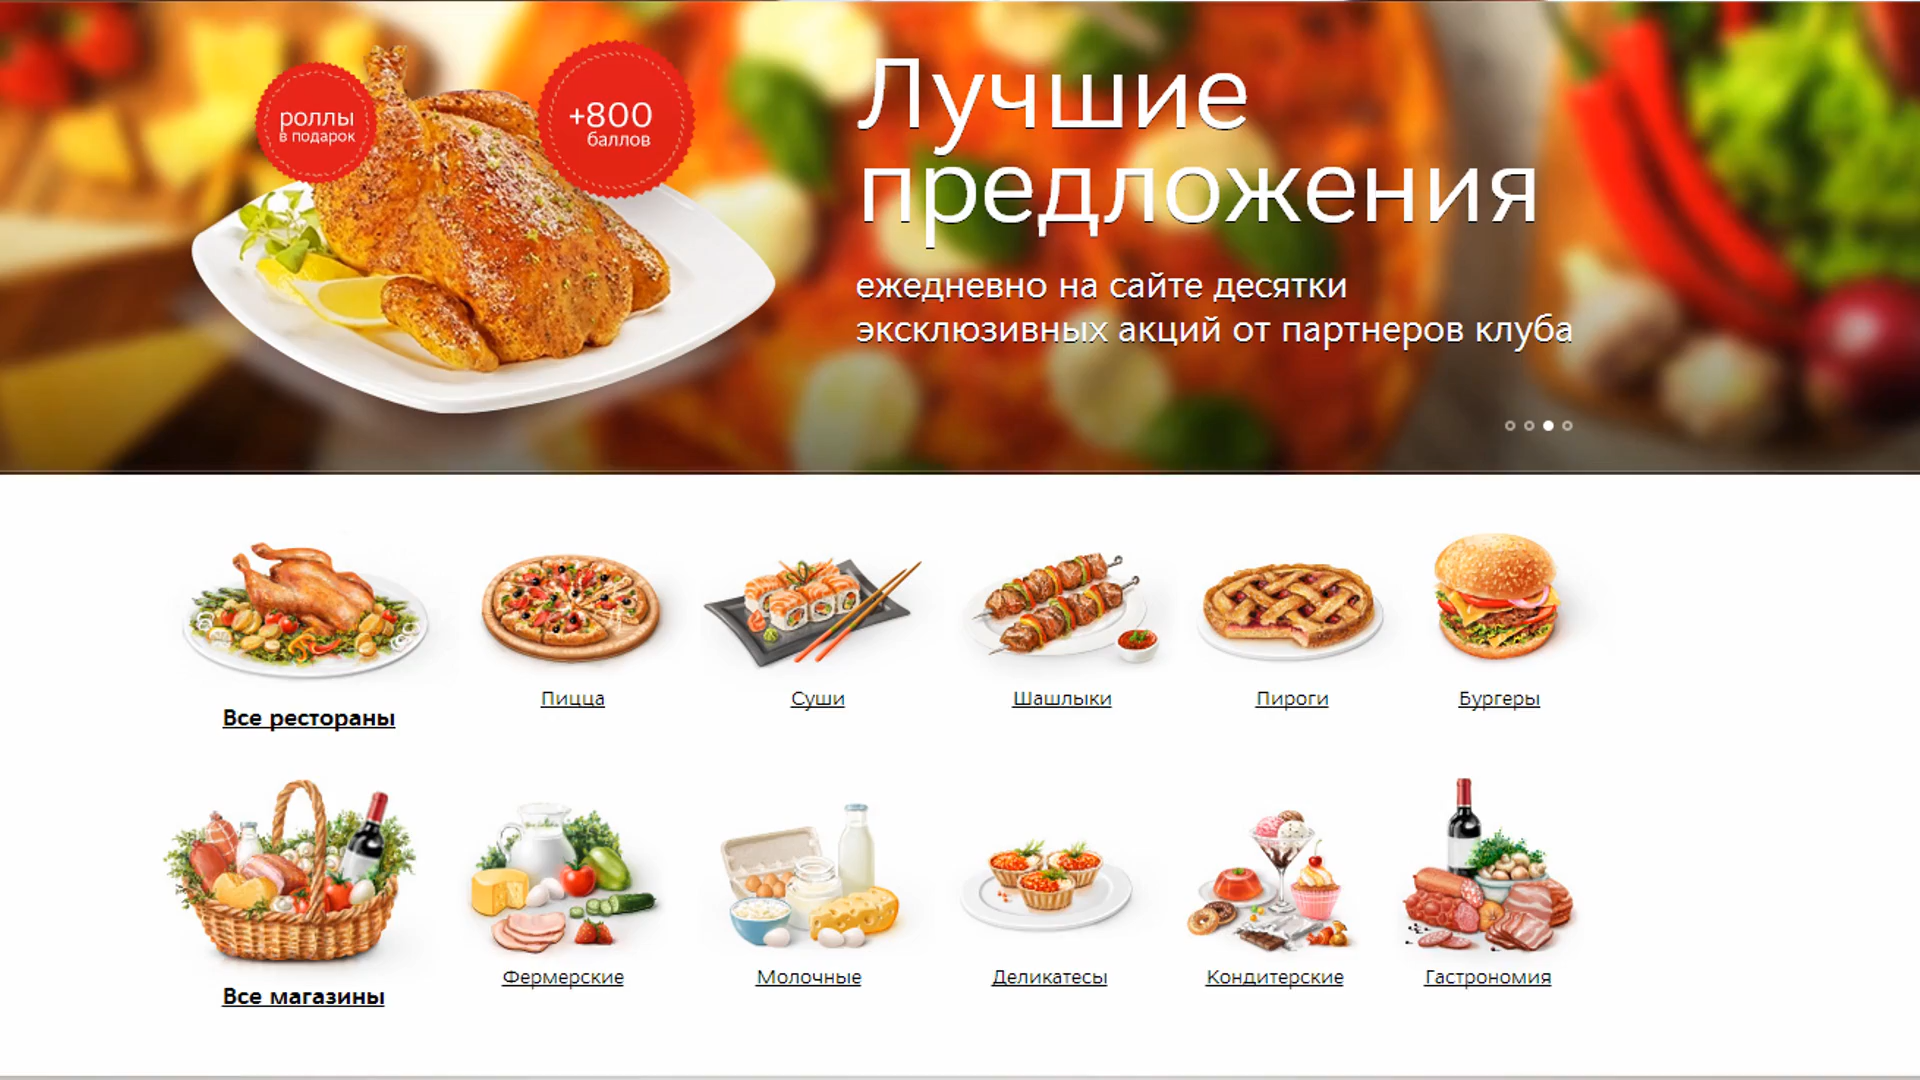 роллы
в подарок
+800
баллов
Лучшие
предложения
ежедневно на сайте десятки
эксклюзивных акций от партнеров клуба
Все рестораны
Пицца
Суши
Шашлыки
Пироги
Бургеры
Все магазины
Фермерские
Молочные
Деликатесы
Кондитерские
Гастрономия